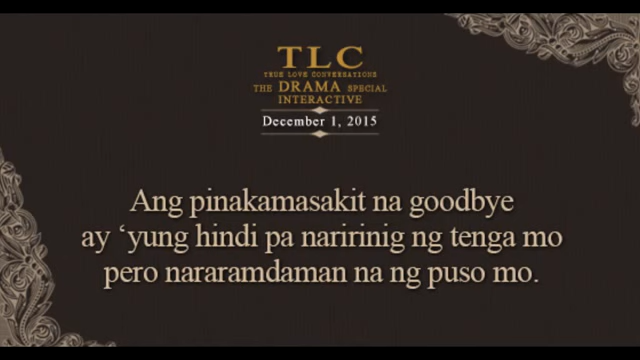 TLC
TRUE LOVE CONVERSATIONS
THE DRAMA SPECIAL
INTERACTIVE
December 1, 2015
Ang pinakamasakit na goodbye
ay ‘yung hindi pa naririnig ng tenga mo
pero nararamdaman na ng puso mo.